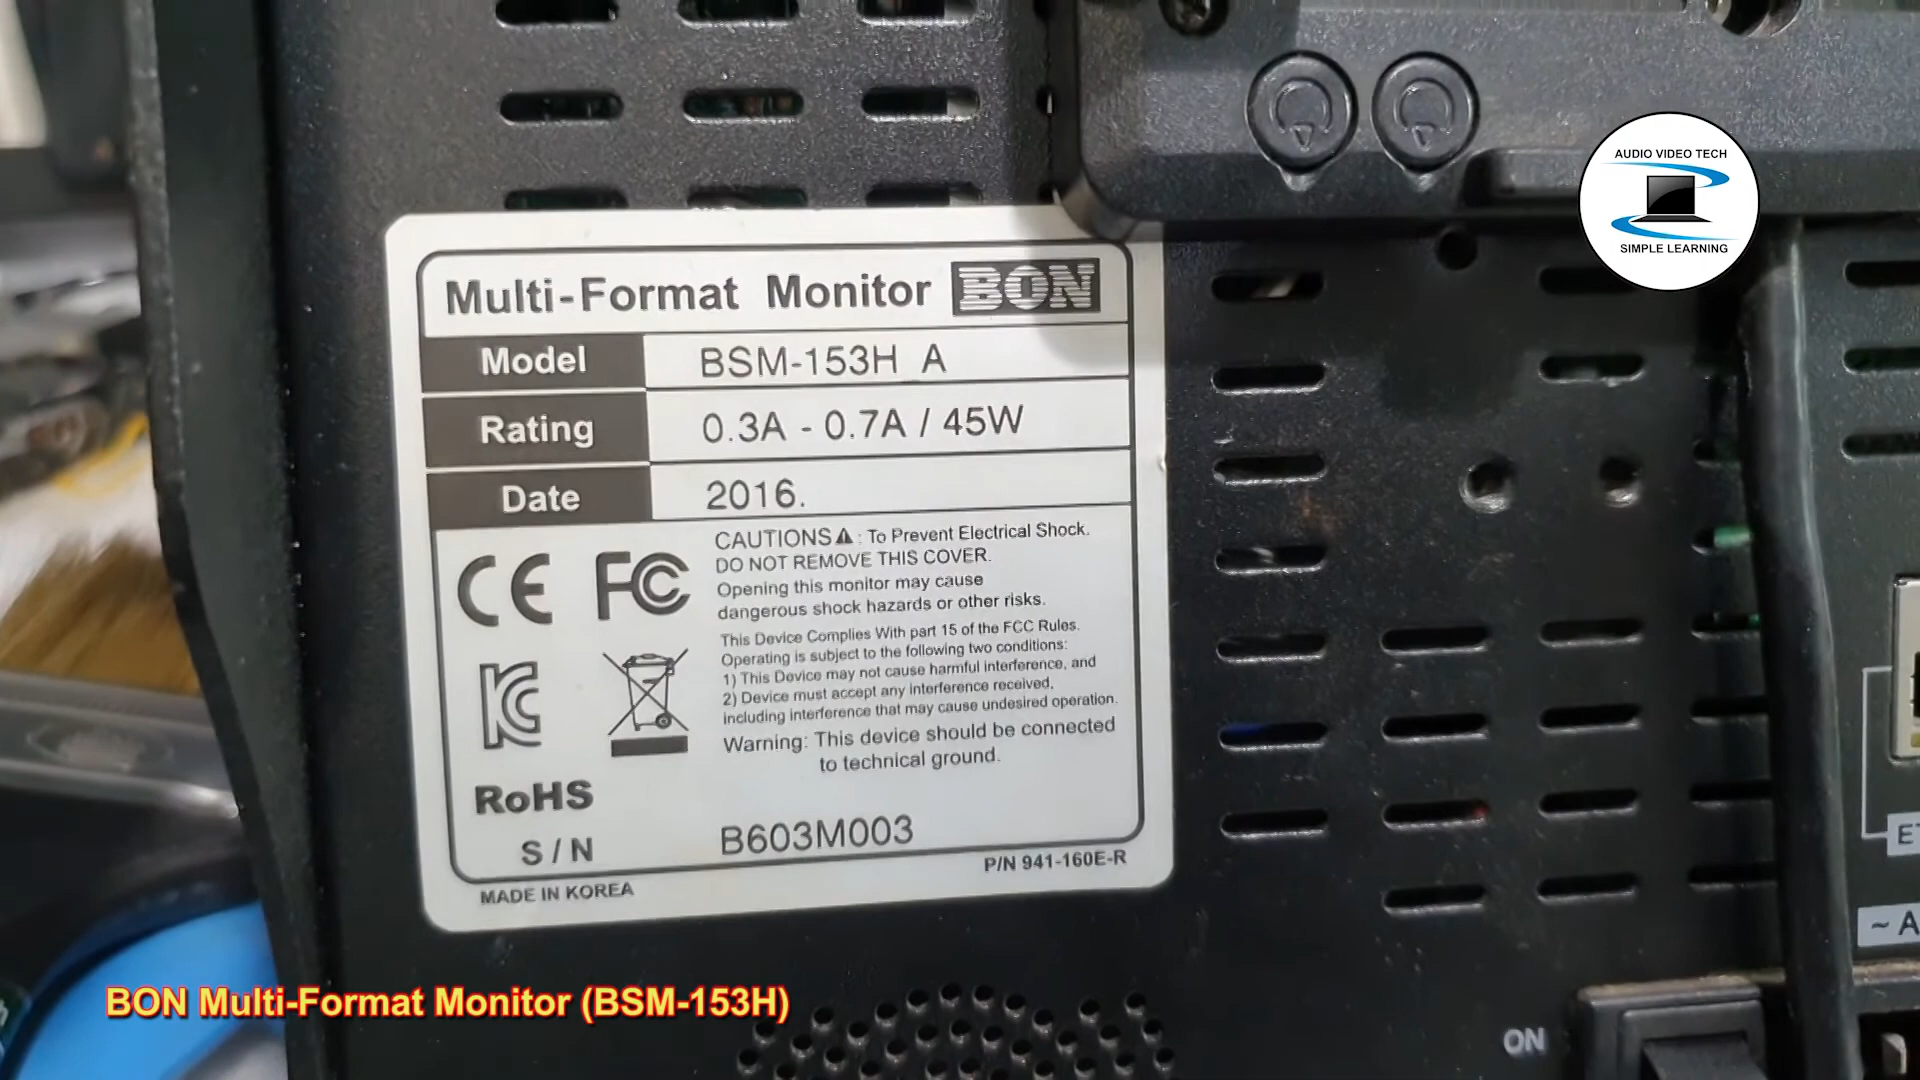 AUDIO VIDEO TECH
SIMPLE LEARNING
Multi-Format Monitor BON
Model BSM-153H_A
Rating 0.3A - 0.7A / 45W
Date 2016.
CAUTIONS⚠ : To Prevent Electrical Shock.
DO NOT REMOVE THIS COVER.
Opening this monitor may cause
dangerous shock hazards or other risks.
This Device Complies With part 15 of the FCC Rules.
Operating is subject to the following two conditions:
1) This Device may not cause harmful interference, and
2) Device must accept any interference received,
including interference that may cause undesired operation.
Warning: This device should be connected
to technical ground.
CE FC
KC
RoHS
S / N B603M003
P/N 941-160E-R
MADE IN KOREA
~ A
ON
BON Multi-Format Monitor (BSM-153H)